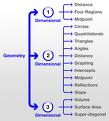 Geometry
1
Dimensional
Distance
Four Regions
Midpoint
2
Dimensional
Circles
Quadrilaterals
Triangles
Angles
Distance
Graphing
Intercepts
Midpoint
Reflections
Slope
3
Dimensional
Volume
Surface Area
Super-diagonal